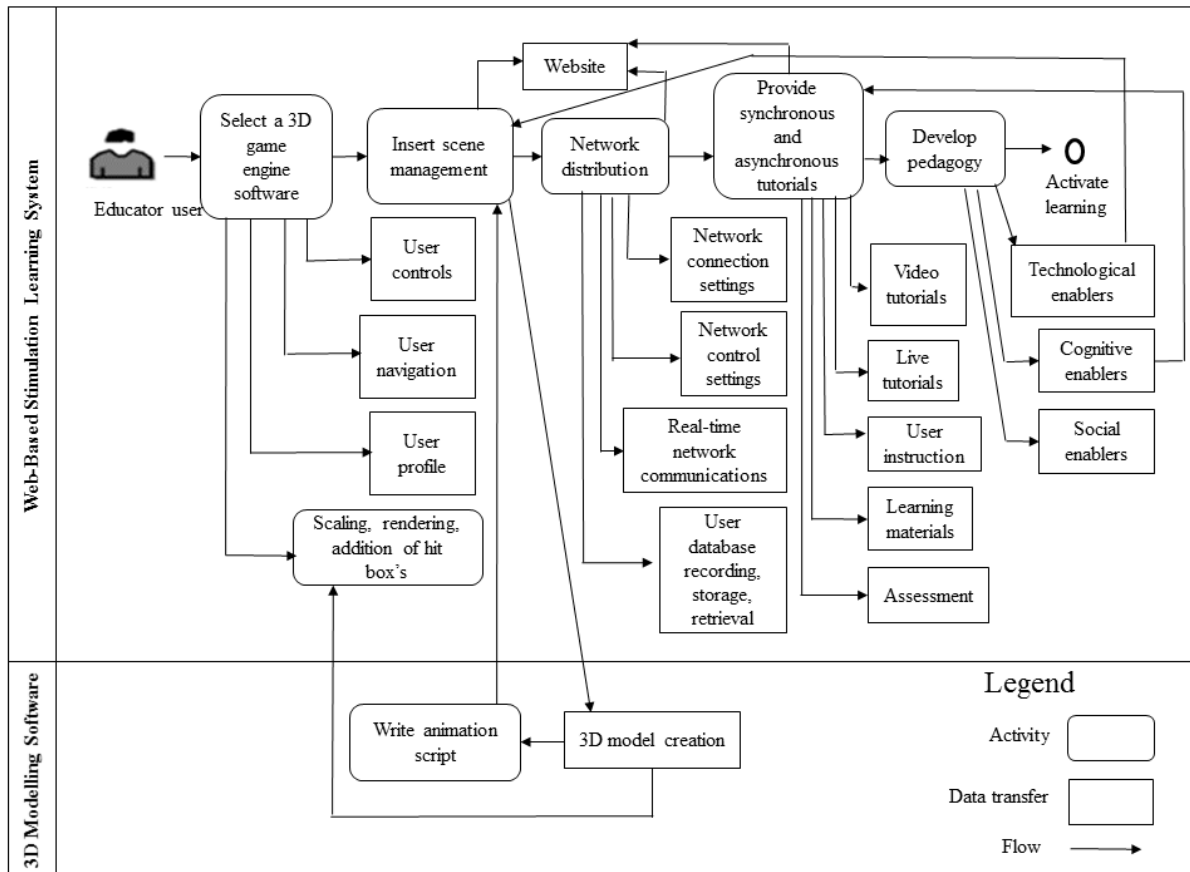 Web-Based Stimulation Learning System
Educator user
Select a 3D
game
engine
software
Insert scene
management
Website
Network
distribution
Provide
synchronous
and
asynchronous
tutorials
Develop
pedagogy
Activate
learning
User
controls
User
navigation
User
profile
Scaling, rendering,
addition of hit
box's
Network
connection
settings
Network
control
settings
Real-time
network
communications
User
database
recording,
storage,
retrieval
Video
tutorials
Live
tutorials
User
instruction
Learning
materials
Assessment
Technological
enablers
Cognitive
enablers
Social
enablers
3D Modelling Software
Write animation
script
3D model creation
Legend
Activity
Data transfer
Flow